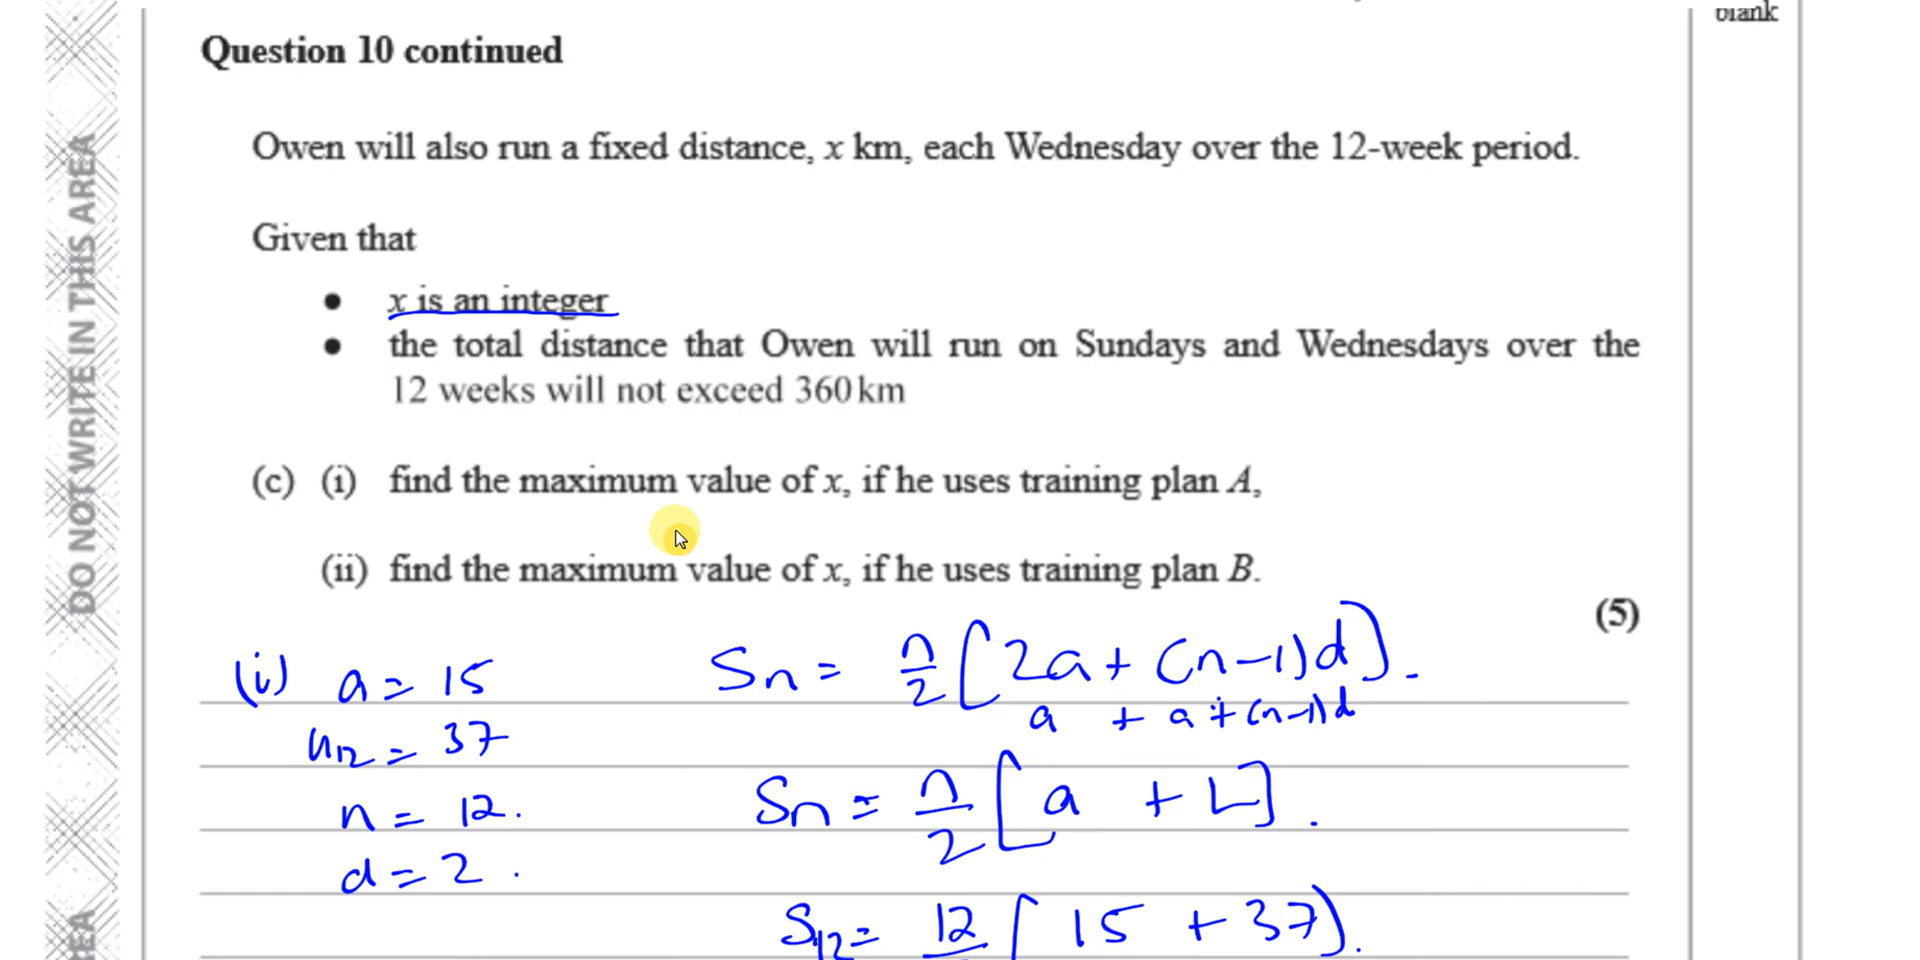 blank
Question 10 continued
Owen will also run a fixed distance, x km, each Wednesday over the 12-week period.
Given that
● x is an integer
● the total distance that Owen will run on Sundays and Wednesdays over the
12 weeks will not exceed 360 km
(c) (i) find the maximum value of x, if he uses training plan A,
(ii) find the maximum value of x, if he uses training plan B.
(5)
(i) a = 15
Sn = n/2 [2a + (n-1)d].
a + a + (n-1)d
u12 = 37
Sn = n/2 [a + L].
n = 12.
d = 2.
S12 = 12 [15 + 37).
DO NOT WRITE IN THIS AREA
REA